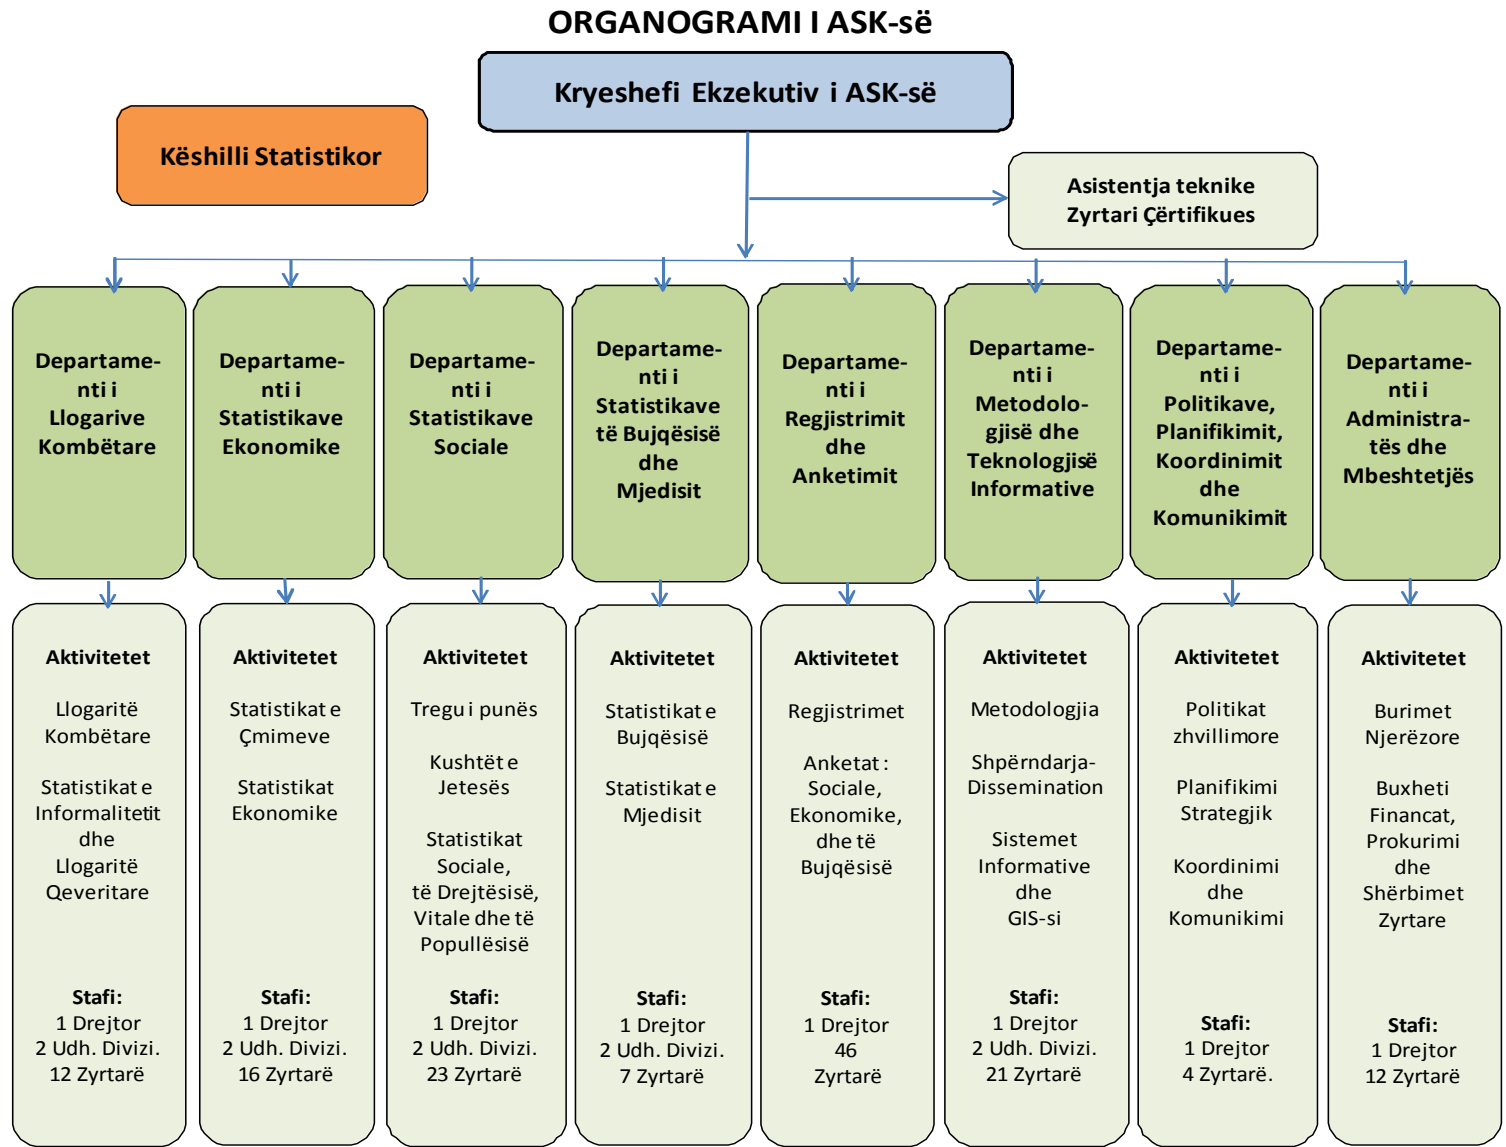 ORGANOGRAMI I ASK-së
Kryeshefi Ekzekutiv i ASK-së
Këshilli Statistikor
Asistentja teknike
Zyrtari Çërtifikues
Departame-
nti i
Llogarive
Kombëtare
Departame-
nti i
Statistikave
Ekonomike
Departame-
nti i
Statistikave
Sociale
Departame-
nti i
Statistikave
të Bujqësisë
dhe
Mjedisit
Departame-
nti i
Regjistrimit
dhe
Anketimit
Departame-
nti i
Metodolo-
gjisë dhe
Teknologjisë
Informative
Departame-
nti i
Politikave,
Planifikimit,
Koordinimit
dhe
Komunikimit
Departame-
nti i
Administra-
tës dhe
Mbeshtetjës
Aktivitetet
Llogaritë
Kombëtare
Statistikat e
Informalitetit
dhe
Llogaritë
Qeveritare
Stafi:
1 Drejtor
2 Udh. Divizi.
12 Zyrtarë
Aktivitetet
Statistikat e
Çmimeve
Statistikat
Ekonomike
Stafi:
1 Drejtor
2 Udh. Divizi.
16 Zyrtarë
Aktivitetet
Tregu i punës
Kushtët e
Jetesës
Statistikat
Sociale,
të Drejtësisë,
Vitale dhe të
Popullësisë
Stafi:
1 Drejtor
2 Udh. Divizi.
23 Zyrtarë
Aktivitetet
Statistikat e
Bujqësisë
Statistikat e
Mjedisit
Stafi:
1 Drejtor
2 Udh. Divizi.
7 Zyrtarë
Aktivitetet
Regjistrimet
Anketat :
Sociale,
Ekonomike,
dhe të
Bujqësisë
Stafi:
1 Drejtor
46
Zyrtarë
Aktivitetet
Metodologjia
Shpërndarja-
Dissemination
Sistemet
Informative
dhe
GIS-si
Stafi:
1 Drejtor
2 Udh. Divizi.
21 Zyrtarë
Aktivitetet
Politikat
zhvillimore
Planifikimi
Strategjik
Koordinimi
dhe
Komunikimi
Stafi:
1 Drejtor
4 Zyrtarë.
Aktivitetet
Burimet
Njerëzore
Buxheti
Financat,
Prokurimi
dhe
Shërbimet
Zyrtare
Stafi:
1 Drejtor
12 Zyrtarë